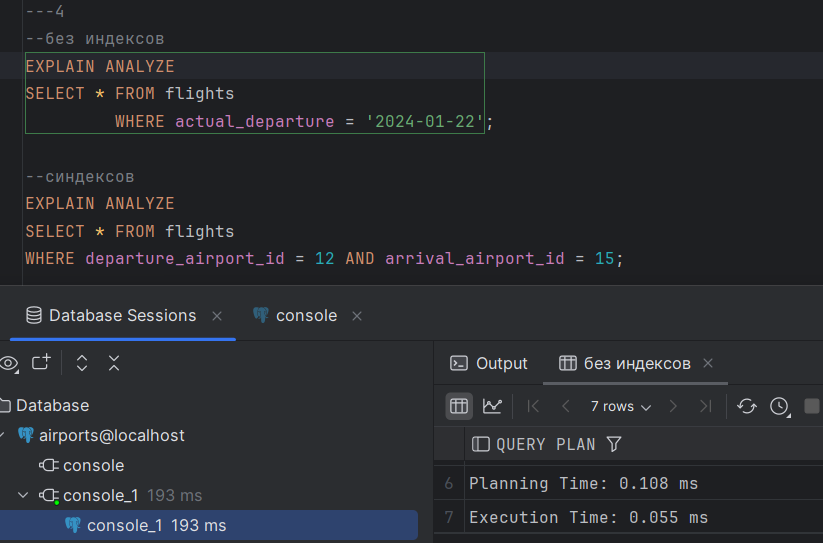 ---4
--без индексов
EXPLAIN ANALYZE
SELECT * FROM flights
WHERE actual_departure = '2024-01-22';
--синдексов
EXPLAIN ANALYZE
SELECT * FROM flights
WHERE departure_airport_id = 12 AND arrival_airport_id = 15;
Database Sessions
console
Output
без индексов
Database
7 rows
airports@localhost
QUERY PLAN
console
6 Planning Time: 0.108 ms
console_1 193 ms
7 Execution Time: 0.055 ms
console_1 193 ms